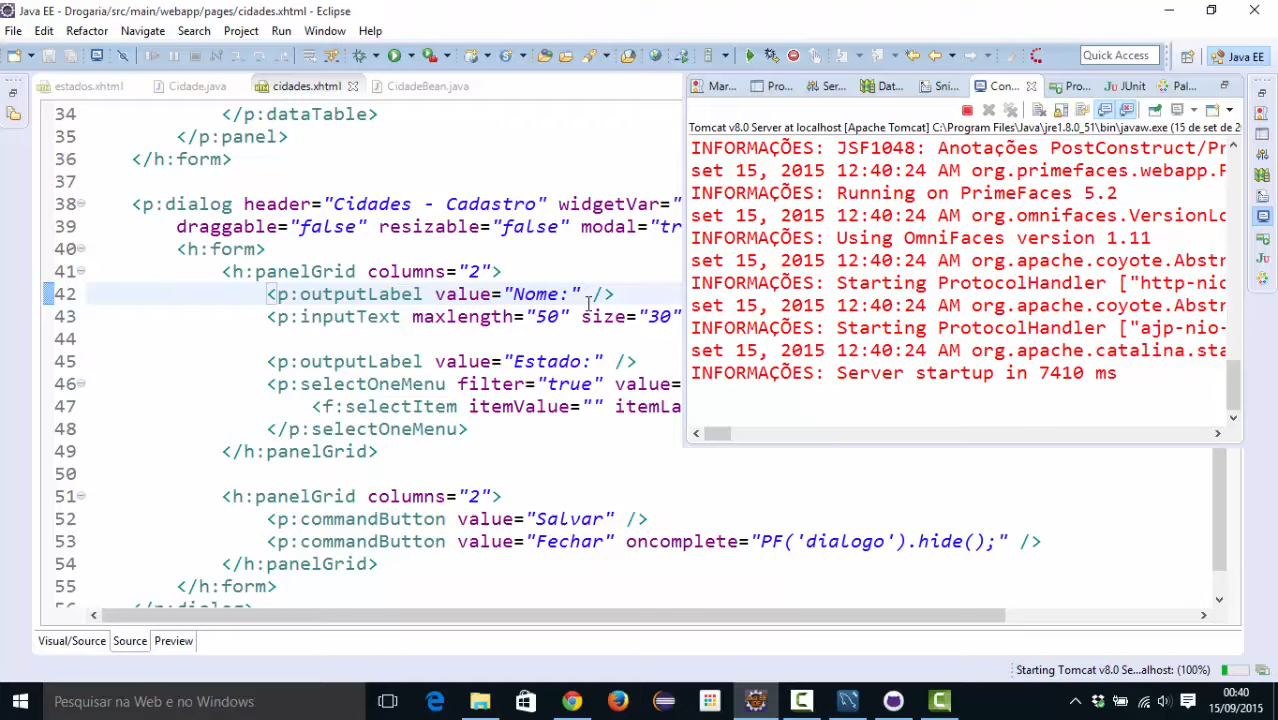 Java EE - Drogaria/src/main/webapp/pages/cidades.xhtml - Eclipse
File Edit Refactor Navigate Search Project Run Window Help
Quick Access
Java EE
estados.xhtml
Cidade.java
cidades.xhtml
CidadeBean.java
34 </p:dataTable>
35 </p:panel>
36 </h:form>
37
38 <p:dialog header="Cidades - Cadastro" widgetVar="
39 draggable="false" resizable="false" modal="tr
40 <h:form>
41 <h:panelGrid columns="2">
42 <p:outputLabel value="Nome:" />
43 <p:inputText maxlength="50" size="30"
44
45 <p:outputLabel value="Estado:" />
46 <p:selectOneMenu filter="true" value=
47 <f:selectItem itemValue="" itemLa
48 </p:selectOneMenu>
49 </h:panelGrid>
50
51 <h:panelGrid columns="2">
52 <p:commandButton value="Salvar" />
53 <p:commandButton value="Fechar" oncomplete="PF('dialogo').hide();" />
54 </h:panelGrid>
55 </h:form>
56 </p:dialog>
Mar... Pro... Ser... Dat... Sni... Con... Pro... JUnit Pal...
Tomcat v8.0 Server at localhost [Apache Tomcat] C:\Program Files\Java\jre1.8.0_51\bin\javaw.exe (15 de set de 20
INFORMAÇÕES: JSF1048: Anotações PostConstruct/Pr
set 15, 2015 12:40:24 AM org.primefaces.webapp.P
INFORMAÇÕES: Running on PrimeFaces 5.2
set 15, 2015 12:40:24 AM org.omnifaces.VersionLo
INFORMAÇÕES: Using OmniFaces version 1.11
set 15, 2015 12:40:24 AM org.apache.coyote.Abstr
INFORMAÇÕES: Starting ProtocolHandler ["http-nio
set 15, 2015 12:40:24 AM org.apache.coyote.Abstr
INFORMAÇÕES: Starting ProtocolHandler ["ajp-nio-
set 15, 2015 12:40:24 AM org.apache.catalina.sta
INFORMAÇÕES: Server startup in 7410 ms
Visual/Source Source Preview
Starting Tomcat v8.0 Se...alhost: (100%)
Pesquisar na Web e no Windows
00:40
15/09/2015